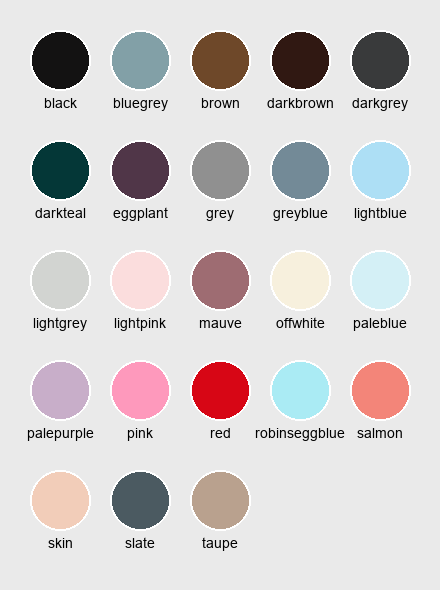 black bluegrey brown darkbrown darkgrey
darkteal eggplant grey greyblue lightblue
lightgrey lightpink mauve offwhite paleblue
palepurple pink red robinseggblue salmon
skin slate taupe